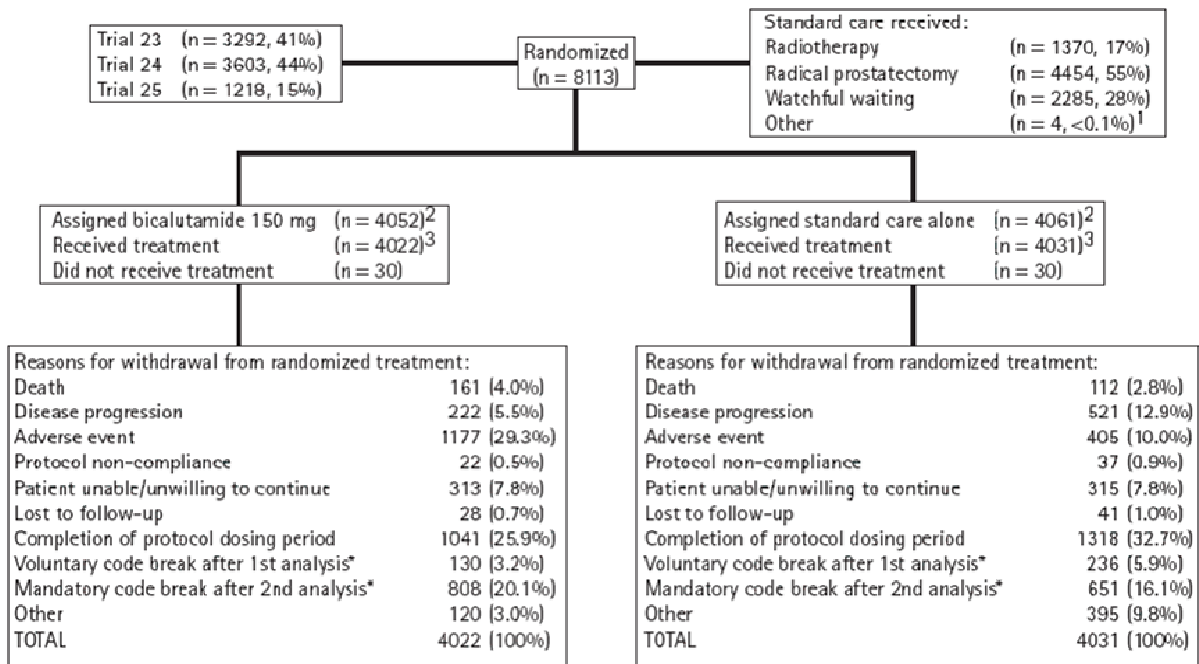 Trial 23 (n = 3292, 41%)
Trial 24 (n = 3603, 44%)
Trial 25 (n = 1218, 15%)
Randomized
(n = 8113)
Standard care received:
Radiotherapy (n = 1370, 17%)
Radical prostatectomy (n = 4454, 55%)
Watchful waiting (n = 2285, 28%)
Other (n = 4, <0.1%)1
Assigned bicalutamide 150 mg (n = 4052)2
Received treatment (n = 4022)3
Did not receive treatment (n = 30)
Assigned standard care alone (n = 4061)2
Received treatment (n = 4031)3
Did not receive treatment (n = 30)
Reasons for withdrawal from randomized treatment:
Death 161 (4.0%)
Disease progression 222 (5.5%)
Adverse event 1177 (29.3%)
Protocol non-compliance 22 (0.5%)
Patient unable/unwilling to continue 313 (7.8%)
Lost to follow-up 28 (0.7%)
Completion of protocol dosing period 1041 (25.9%)
Voluntary code break after 1st analysis* 130 (3.2%)
Mandatory code break after 2nd analysis* 808 (20.1%)
Other 120 (3.0%)
TOTAL 4022 (100%)
Reasons for withdrawal from randomized treatment:
Death 112 (2.8%)
Disease progression 521 (12.9%)
Adverse event 405 (10.0%)
Protocol non-compliance 37 (0.9%)
Patient unable/unwilling to continue 315 (7.8%)
Lost to follow-up 41 (1.0%)
Completion of protocol dosing period 1318 (32.7%)
Voluntary code break after 1st analysis* 236 (5.9%)
Mandatory code break after 2nd analysis* 651 (16.1%)
Other 395 (9.8%)
TOTAL 4031 (100%)